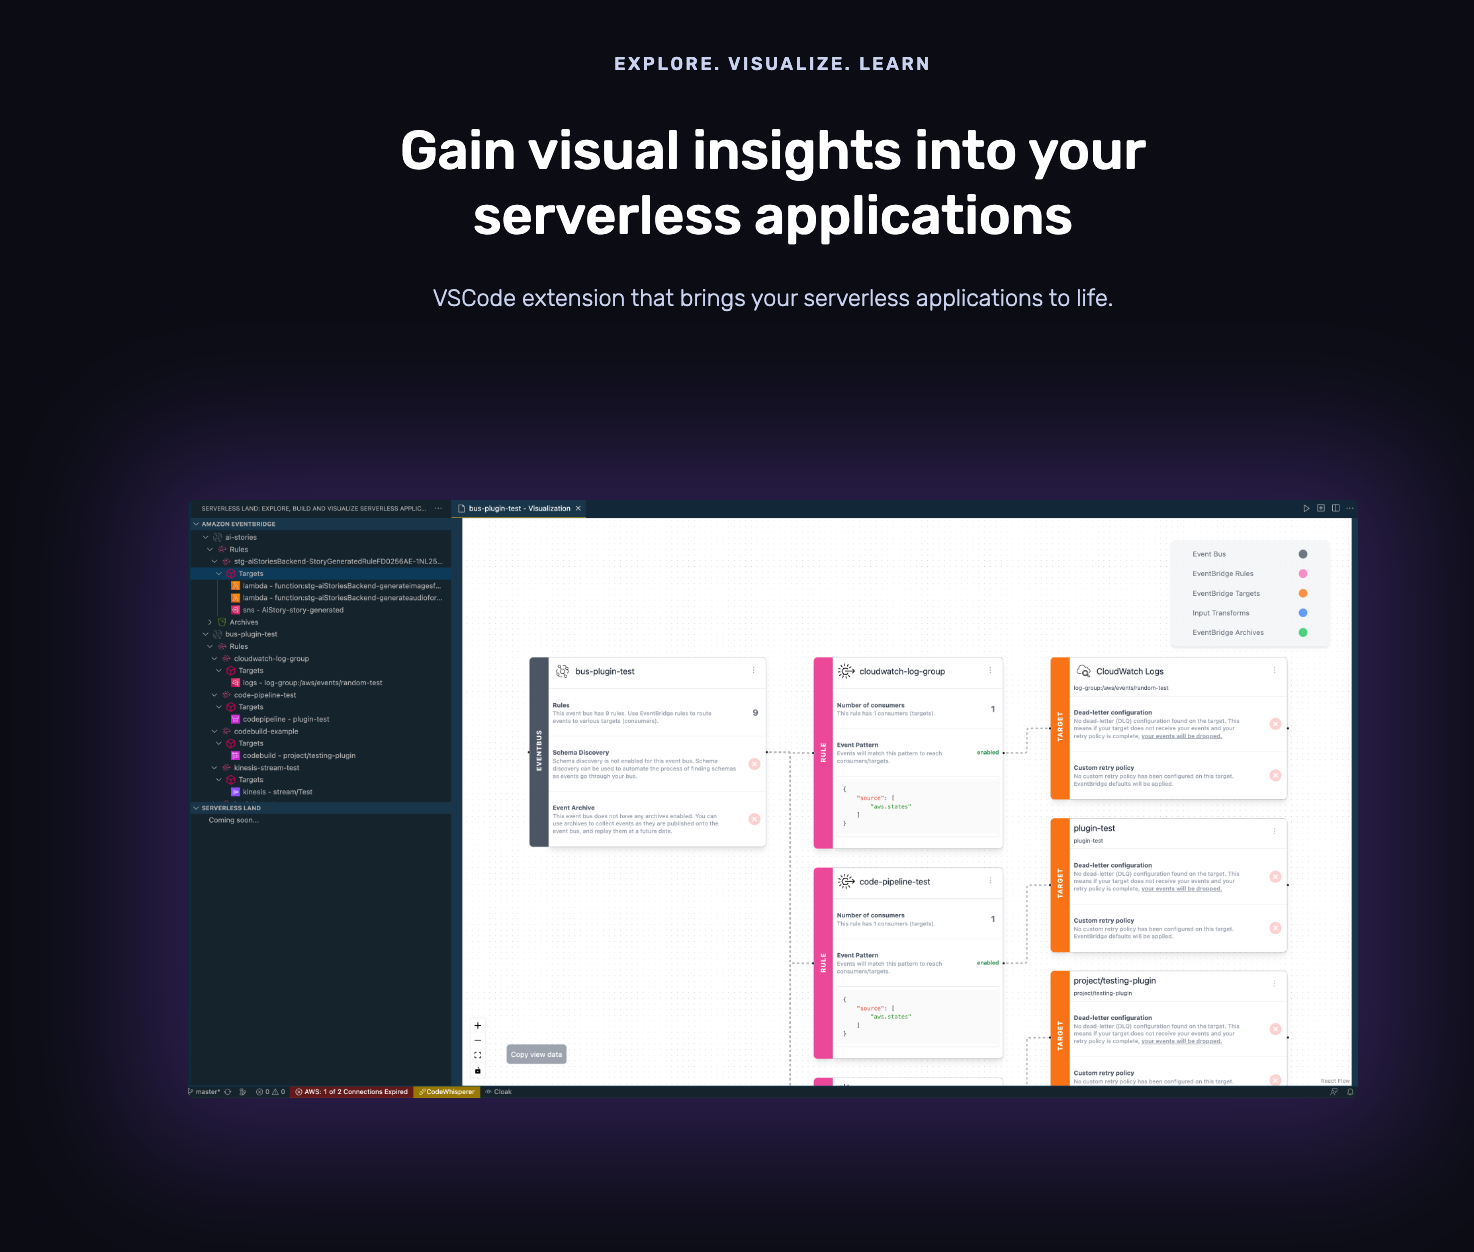 EXPLORE. VISUALIZE. LEARN
Gain visual insights into your
serverless applications
VSCode extension that brings your serverless applications to life.
SERVERLESS LAND: EXPLORE, BUILD AND VISUALIZE SERVERLESS APPLIC...
AMAZON EVENTBRIDGE
ai-stories
Rules
stg-aiStoriesBackend-StoryGeneratedRuleFD0266AE-1NL25...
Targets
lambda - function:stg-aiStoriesBackend-generateimagesf...
lambda - function:stg-aiStoriesBackend-generateaudiofor...
sns - AiStory-story-generated
Archives
bus-plugin-test
Rules
cloudwatch-log-group
Targets
logs - log-group:/aws/events/random-test
code-pipeline-test
Targets
codepipeline - plugin-test
codebuild-example
Targets
codebuild - project/testing-plugin
kinesis-stream-test
Targets
kinesis - stream/Test
SERVERLESS LAND
Coming soon...
bus-plugin-test - Visualization
Event Bus
EventBridge Rules
EventBridge Targets
Input Transforms
EventBridge Archives
EVENTBUS
bus-plugin-test
Rules
This event bus has 9 rules. Use EventBridge rules to route
events to various targets (consumers).
9
Schema Discovery
Schema discovery is not enabled for this event bus. Schema
discovery can be used to automate the process of finding schemas
as events go through your bus.
Event Archive
This event bus does not have any archives enabled. You can
use archives to collect events as they are published onto the
event bus, and replay them at a future date.
RULE
cloudwatch-log-group
Number of consumers
This rule has 1 consumers (targets).
1
Event Pattern
Events will match this pattern to reach
consumers/targets.
enabled
{
"source": [
"aws.states"
]
}
RULE
code-pipeline-test
Number of consumers
This rule has 1 consumers (targets).
1
Event Pattern
Events will match this pattern to reach
consumers/targets.
enabled
{
"source": [
"aws.states"
]
}
TARGET
CloudWatch Logs
log-group:/aws/events/random-test
Dead-letter configuration
No dead-letter (DLQ) configuration found on the target. This
means if your target does not receive your events and your
retry policy is complete, your events will be dropped.
Custom retry policy
No custom retry policy has been configured on this target.
EventBridge defaults will be applied.
TARGET
plugin-test
plugin-test
Dead-letter configuration
No dead-letter (DLQ) configuration found on the target. This
means if your target does not receive your events and your
retry policy is complete, your events will be dropped.
Custom retry policy
No custom retry policy has been configured on this target.
EventBridge defaults will be applied.
TARGET
project/testing-plugin
project/testing-plugin
Dead-letter configuration
No dead-letter (DLQ) configuration found on the target. This
means if your target does not receive your events and your
retry policy is complete, your events will be dropped.
Custom retry policy
No custom retry policy has been configured on this target.
Copy view data
React Flow
master*
0 0
AWS: 1 of 2 Connections Expired
CodeWhisperer
Cloak